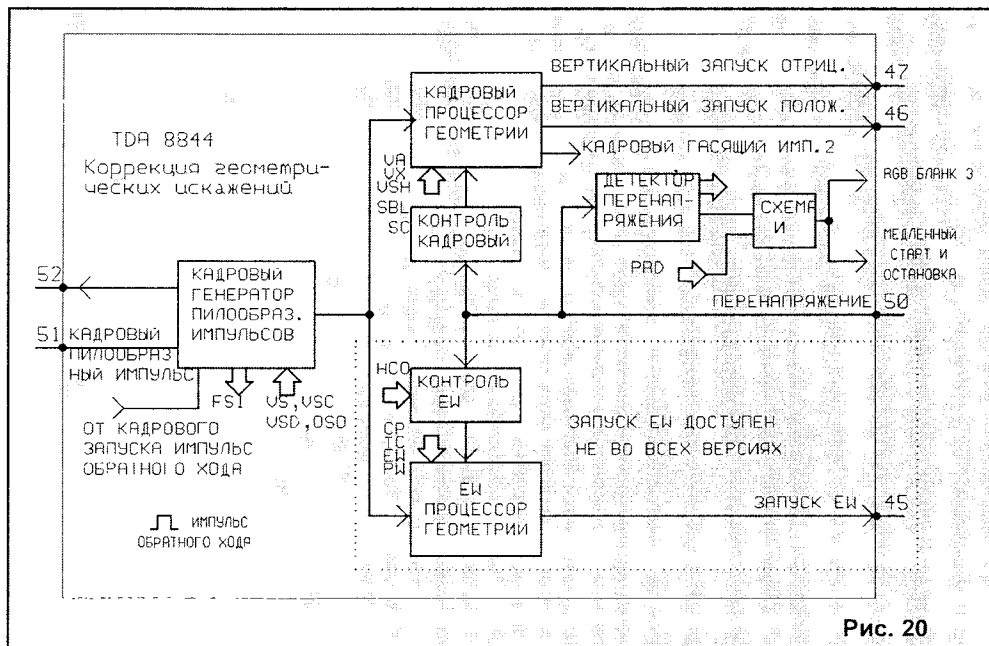 ВЕРТИКАЛЬНЫЙ ЗАПУСК ОТРИЦ.
47
КАДРОВЫЙ
ПРОЦЕССОР
ГЕОМЕТРИИ
ВЕРТИКАЛЬНЫЙ ЗАПУСК ПОЛОЖ.
46
TDA 8844
Коррекция геометри-
ческих искажений
КАДРОВЫЙ ГАСЯЩИЙ ИМП.2
VA
VX
VSH
SBL
SC
КОНТРОЛЬ
КАДРОВЫЙ
ДЕТЕКТОР
ПЕРЕНАП-
РЯЖЕНИЯ
СХЕМА
И
RGB БЛАНК 3
МЕДЛЕННЫЙ
СТАРТ И
ОСТАНОВКА
PRD
52
КАДРОВЫЙ
ГЕНЕРАТОР
ПИЛООБРАЗ.
ИМПУЛЬСОВ
ПЕРЕНАПРЯЖЕНИЕ
50
51
КАДРОВЫЙ
ПИЛООБРАЗ
НЫЙ ИМПУЛЬС
FSI
VS,VSC
VSD,OSO
ОТ КАДРОВОГО
ЗАПУСКА ИМПУЛЬС
ОБРАТНОГО ХОДА
HCO
КОНТРОЛЬ
EW
CP
TC
EW
PW
ЗАПУСК EW ДОСТУПЕН
НЕ ВО ВСЕХ ВЕРСИЯХ
EW
ПРОЦЕССОР
ГЕОМЕТРИИ
ЗАПУСК EW
45
ИМПУЛЬС
ОБРАТНОГО ХОДА
Рис. 20